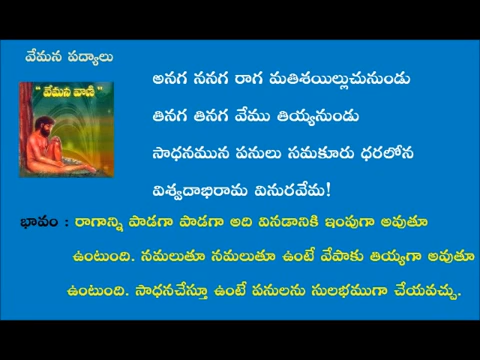 వేమన పద్యాలు
" వేమన వాణి "
అనగ ననగ రాగ మతిశయిల్లుచునుండు
తినగ తినగ వేము తియ్యనుండు
సాధనమున పనులు సమకూరు ధరలోన
విశ్వదాభిరామ వినురవేమ!
భావం : రాగాన్ని పాడగా పాడగా అది వినడానికి ఇంపుగా అవుతూ
ఉంటుంది. నమలుతూ నమలుతూ ఉంటే వేపాకు తియ్యగా అవుతూ
ఉంటుంది. సాధనచేస్తూ ఉంటే పనులను సులభముగా చేయవచ్చు.